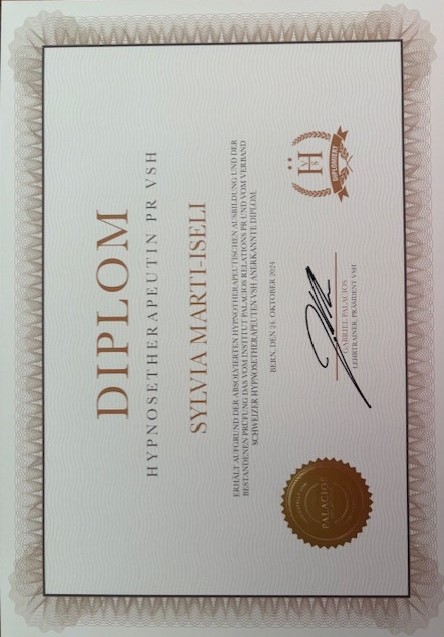 DIPLOM
HYPNOSETHERAPEUTIN PR VSH
SYLVIA MARTI-ISELI
ERHÄLT AUFGRUND DER ABSOLVIERTEN HYPNOTHERAPEUTISCHEN AUSBILDUNG UND DER
BESTANDENEN PRÜFUNG DAS VOM INSTITUT PALACIOS RELATIONS PR UND VOM VERBAND
SCHWEIZER HYPNOSETHERAPEUTEN VSH ANERKANNTE DIPLOM.
BERN, DEN 24. OKTOBER 2024
GABRIEL PALACIOS
LEHRTRAINER, PRÄSIDENT VSH
PALACIOS
VSH
DIPLOMIERT